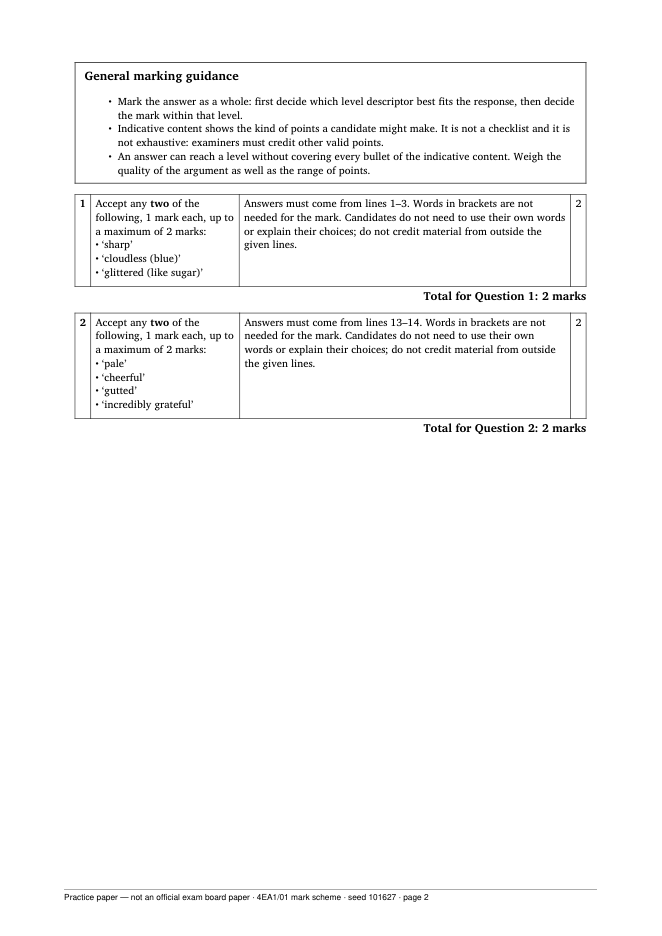 General marking guidance
• Mark the answer as a whole: first decide which level descriptor best fits the response, then decide
the mark within that level.
• Indicative content shows the kind of points a candidate might make. It is not a checklist and it is
not exhaustive: examiners must credit other valid points.
• An answer can reach a level without covering every bullet of the indicative content. Weigh the
quality of the argument as well as the range of points.
1
Accept any two of the
following, 1 mark each, up to
a maximum of 2 marks:
• ‘sharp’
• ‘cloudless (blue)’
• ‘glittered (like sugar)’
Answers must come from lines 1–3. Words in brackets are not
needed for the mark. Candidates do not need to use their own words
or explain their choices; do not credit material from outside the
given lines.
2
Total for Question 1: 2 marks
2
Accept any two of the
following, 1 mark each, up to
a maximum of 2 marks:
• ‘pale’
• ‘cheerful’
• ‘gutted’
• ‘incredibly grateful’
Answers must come from lines 13–14. Words in brackets are not
needed for the mark. Candidates do not need to use their own
words or explain their choices; do not credit material from outside
the given lines.
2
Total for Question 2: 2 marks
Practice paper — not an official exam board paper · 4EA1/01 mark scheme · seed 101627 · page 2